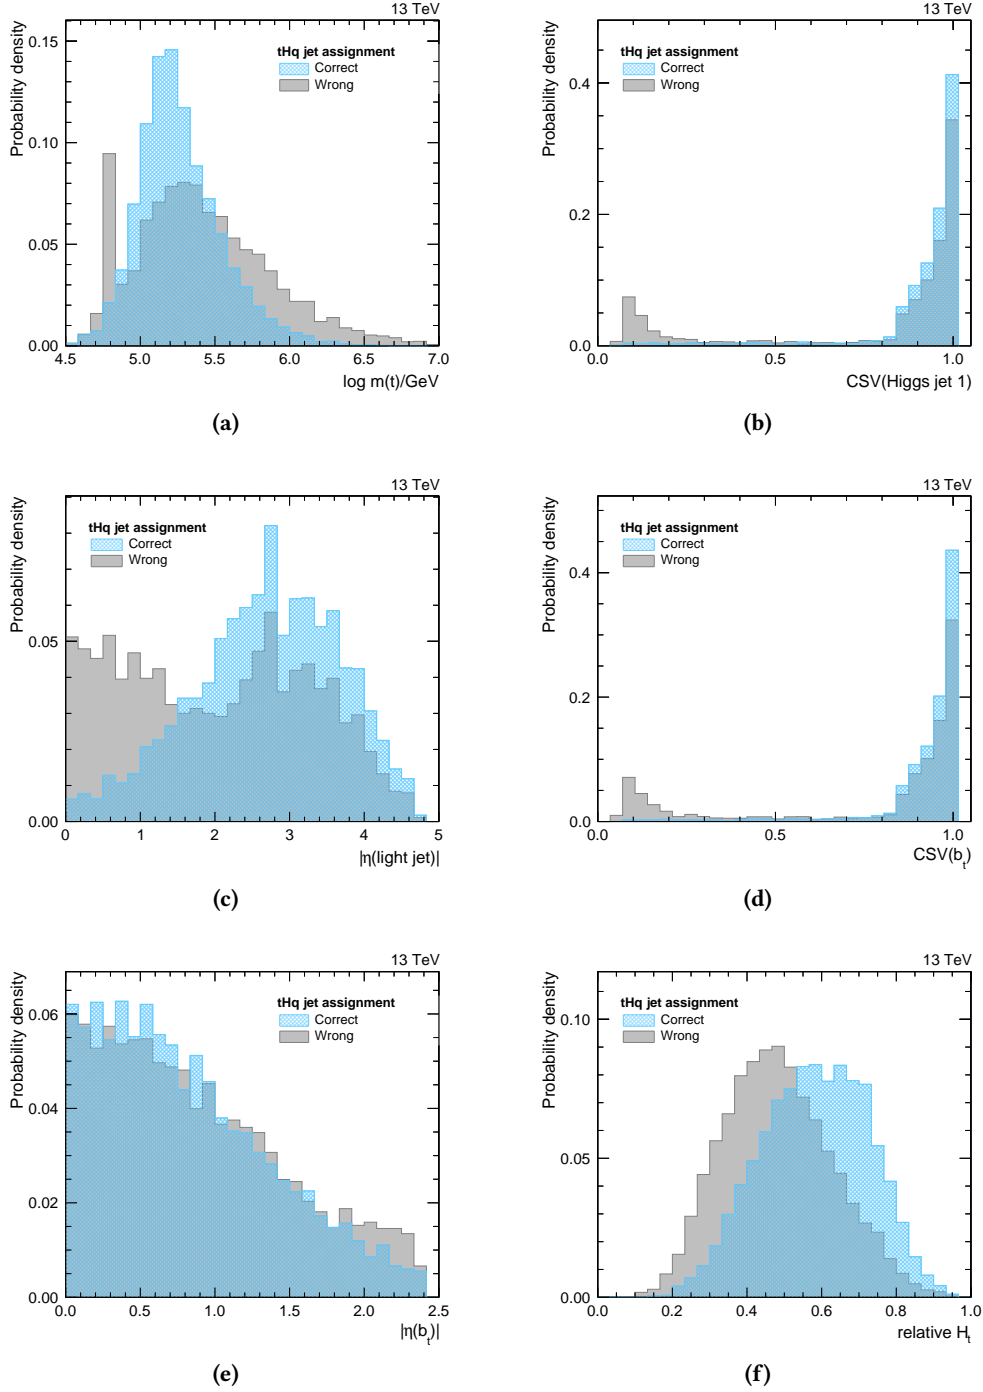 13 TeV
Probability density
0.15
0.10
0.05
0.00
tHq jet assignment
Correct
Wrong
4.5 5.0 5.5 6.0 6.5 7.0
log m(t)/GeV
(a)
13 TeV
Probability density
0.4
0.2
0.0
tHq jet assignment
Correct
Wrong
0.0 0.5 1.0
CSV(Higgs jet 1)
(b)
13 TeV
Probability density
0.05
0.00
tHq jet assignment
Correct
Wrong
0 1 2 3 4 5
|η(light jet)|
(c)
13 TeV
Probability density
0.4
0.2
0.0
tHq jet assignment
Correct
Wrong
0.0 0.5 1.0
CSV(b_t)
(d)
13 TeV
Probability density
0.06
0.04
0.02
0.00
tHq jet assignment
Correct
Wrong
0.0 0.5 1.0 1.5 2.0 2.5
|η(b_t)|
(e)
13 TeV
Probability density
0.10
0.05
0.00
tHq jet assignment
Correct
Wrong
0.0 0.2 0.4 0.6 0.8 1.0
relative H_t
(f)